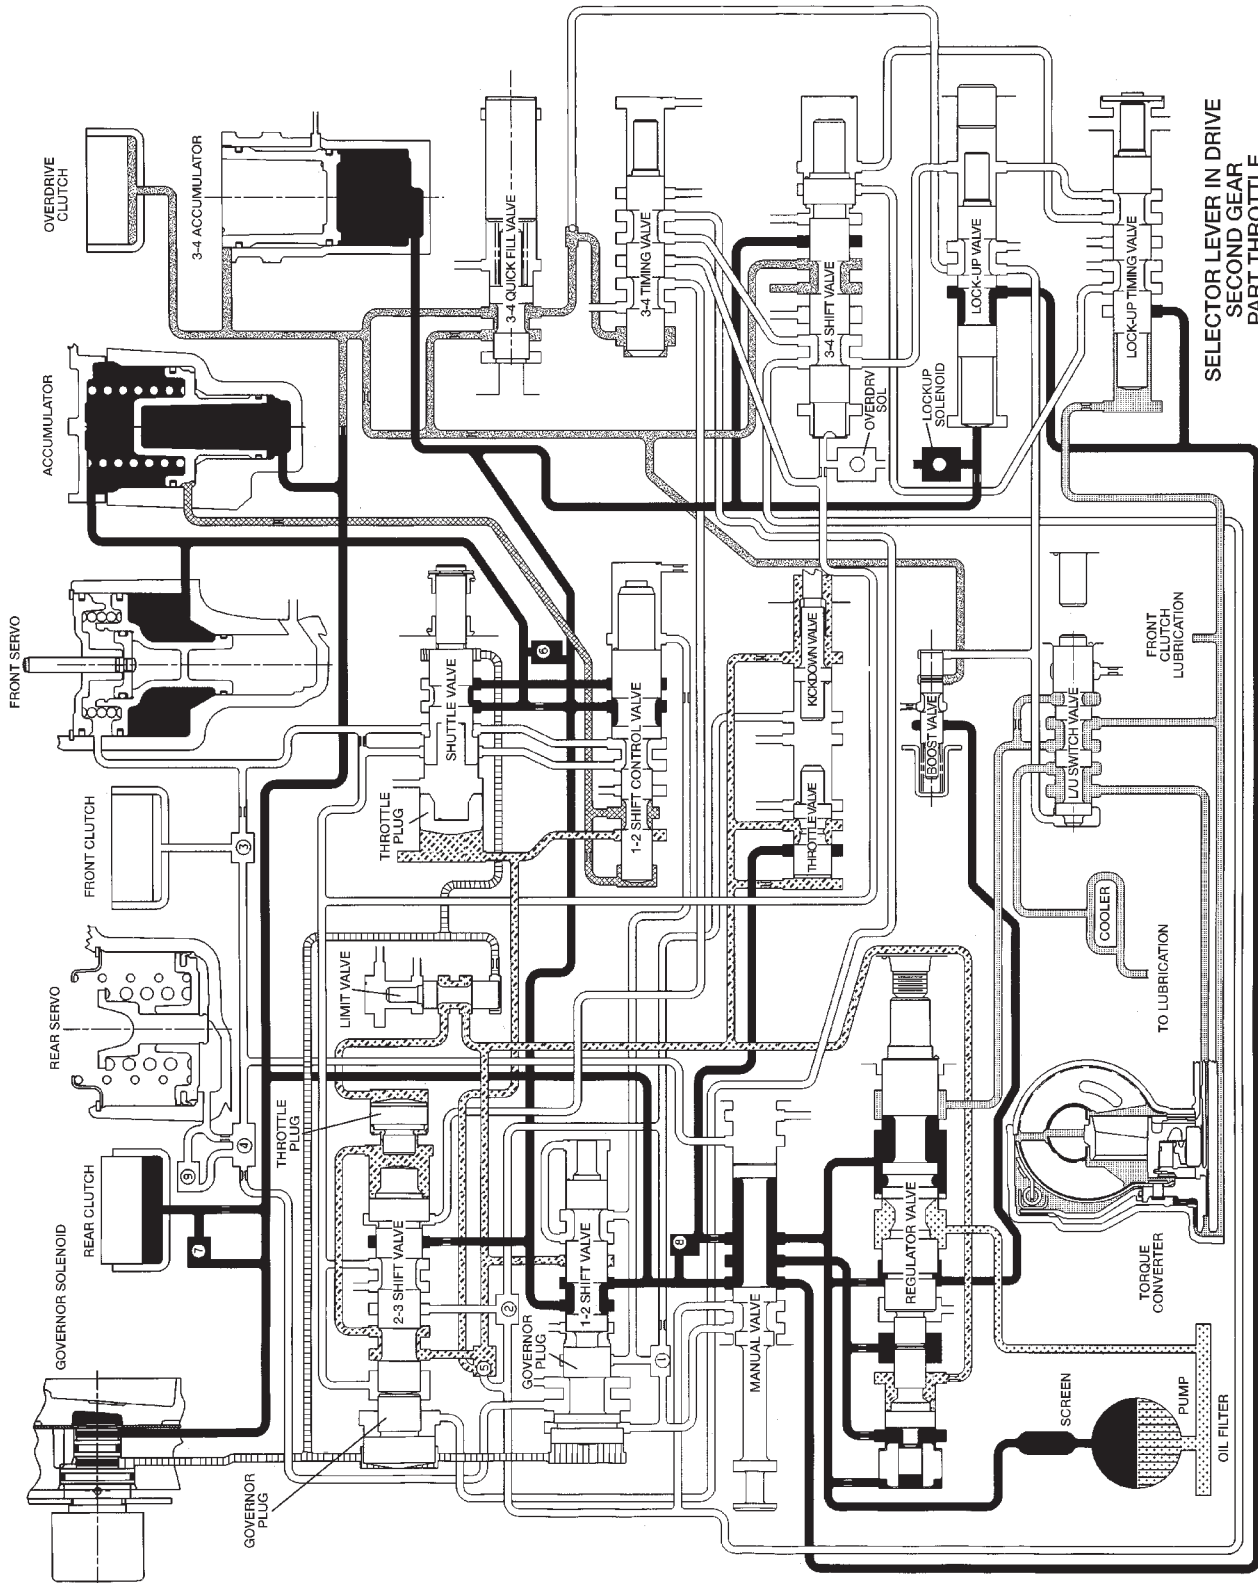 OVERDRIVE
CLUTCH
3-4 ACCUMULATOR
3-4 QUICK FILL VALVE
3-4 TIMING VALVE
3-4 SHIFT VALVE
LOCK-UP VALVE
LOCK-UP TIMING VALVE
SELECTOR LEVER IN DRIVE
SECOND GEAR
PART THROTTLE
ACCUMULATOR
OVERDRV
SOL
LOCKUP
SOLENOID
FRONT SERVO
SHUTTLE VALVE
6
THROTTLE
PLUG
1-2 SHIFT CONTROL VALVE
KICKDOWN VALVE
THROTTLE VALVE
BOOST VALVE
L/U SWITCH VALVE
FRONT
CLUTCH
LUBRICATION
FRONT CLUTCH
3
COOLER
TO LUBRICATION
REAR SERVO
LIMIT VALVE
REAR CLUTCH
9
4
7
THROTTLE
PLUG
2-3 SHIFT VALVE
5
2
1-2 SHIFT VALVE
GOVERNOR
PLUG
1
8
MANUAL VALVE
REGULATOR VALVE
TORQUE
CONVERTER
GOVERNOR SOLENOID
GOVERNOR
PLUG
SCREEN
PUMP
OIL FILTER